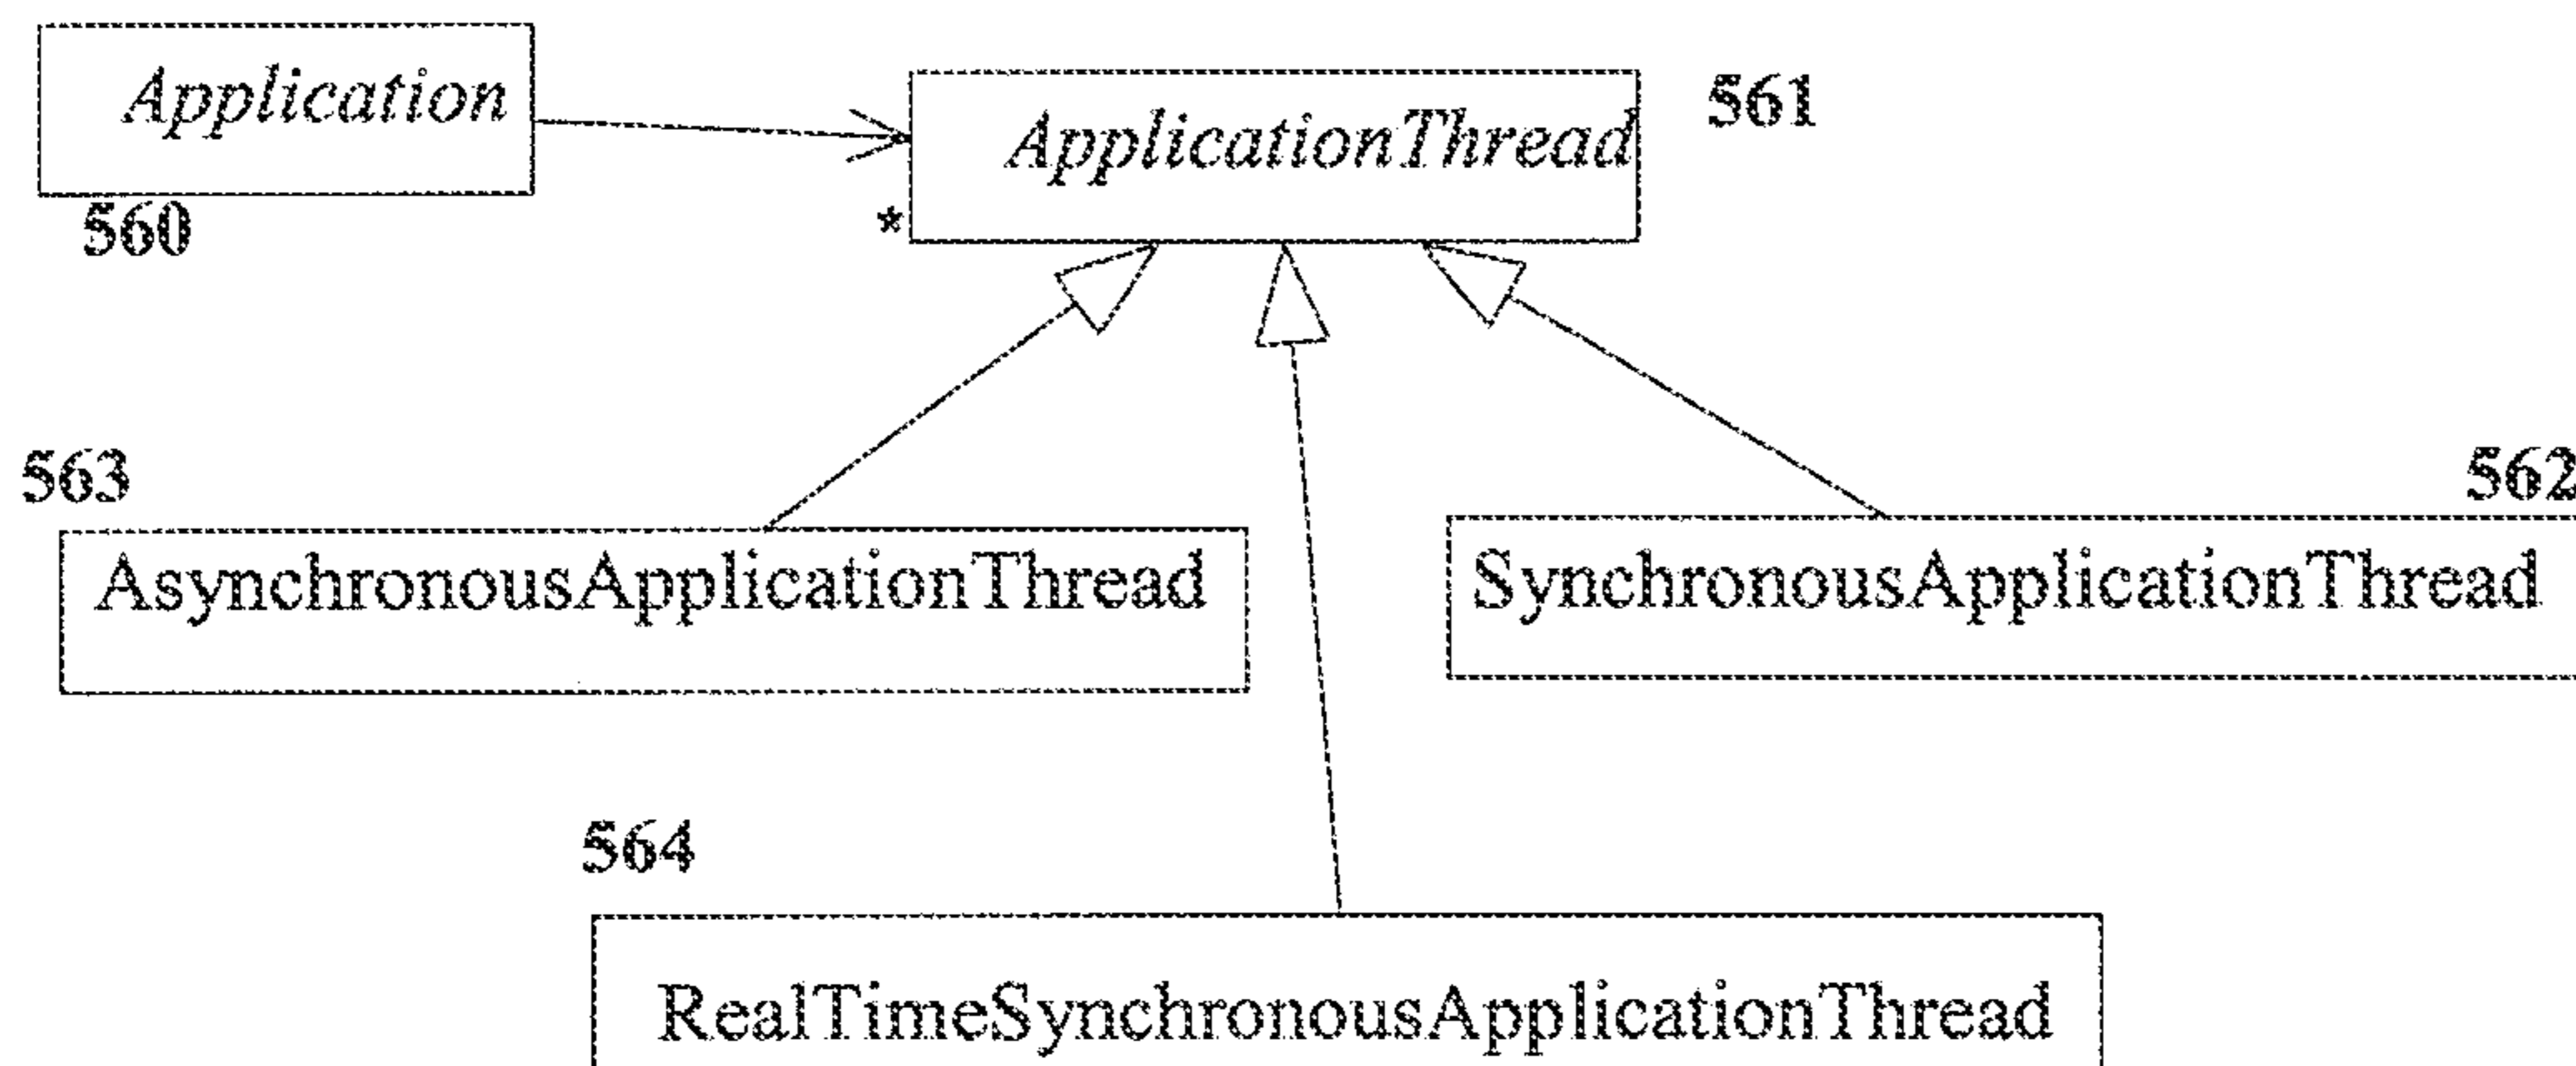 Application
ApplicationThread
561
*
560
563
562
AsynchronousApplicationThread
SynchronousApplicationThread
564
RealTimeSynchronousApplicationThread